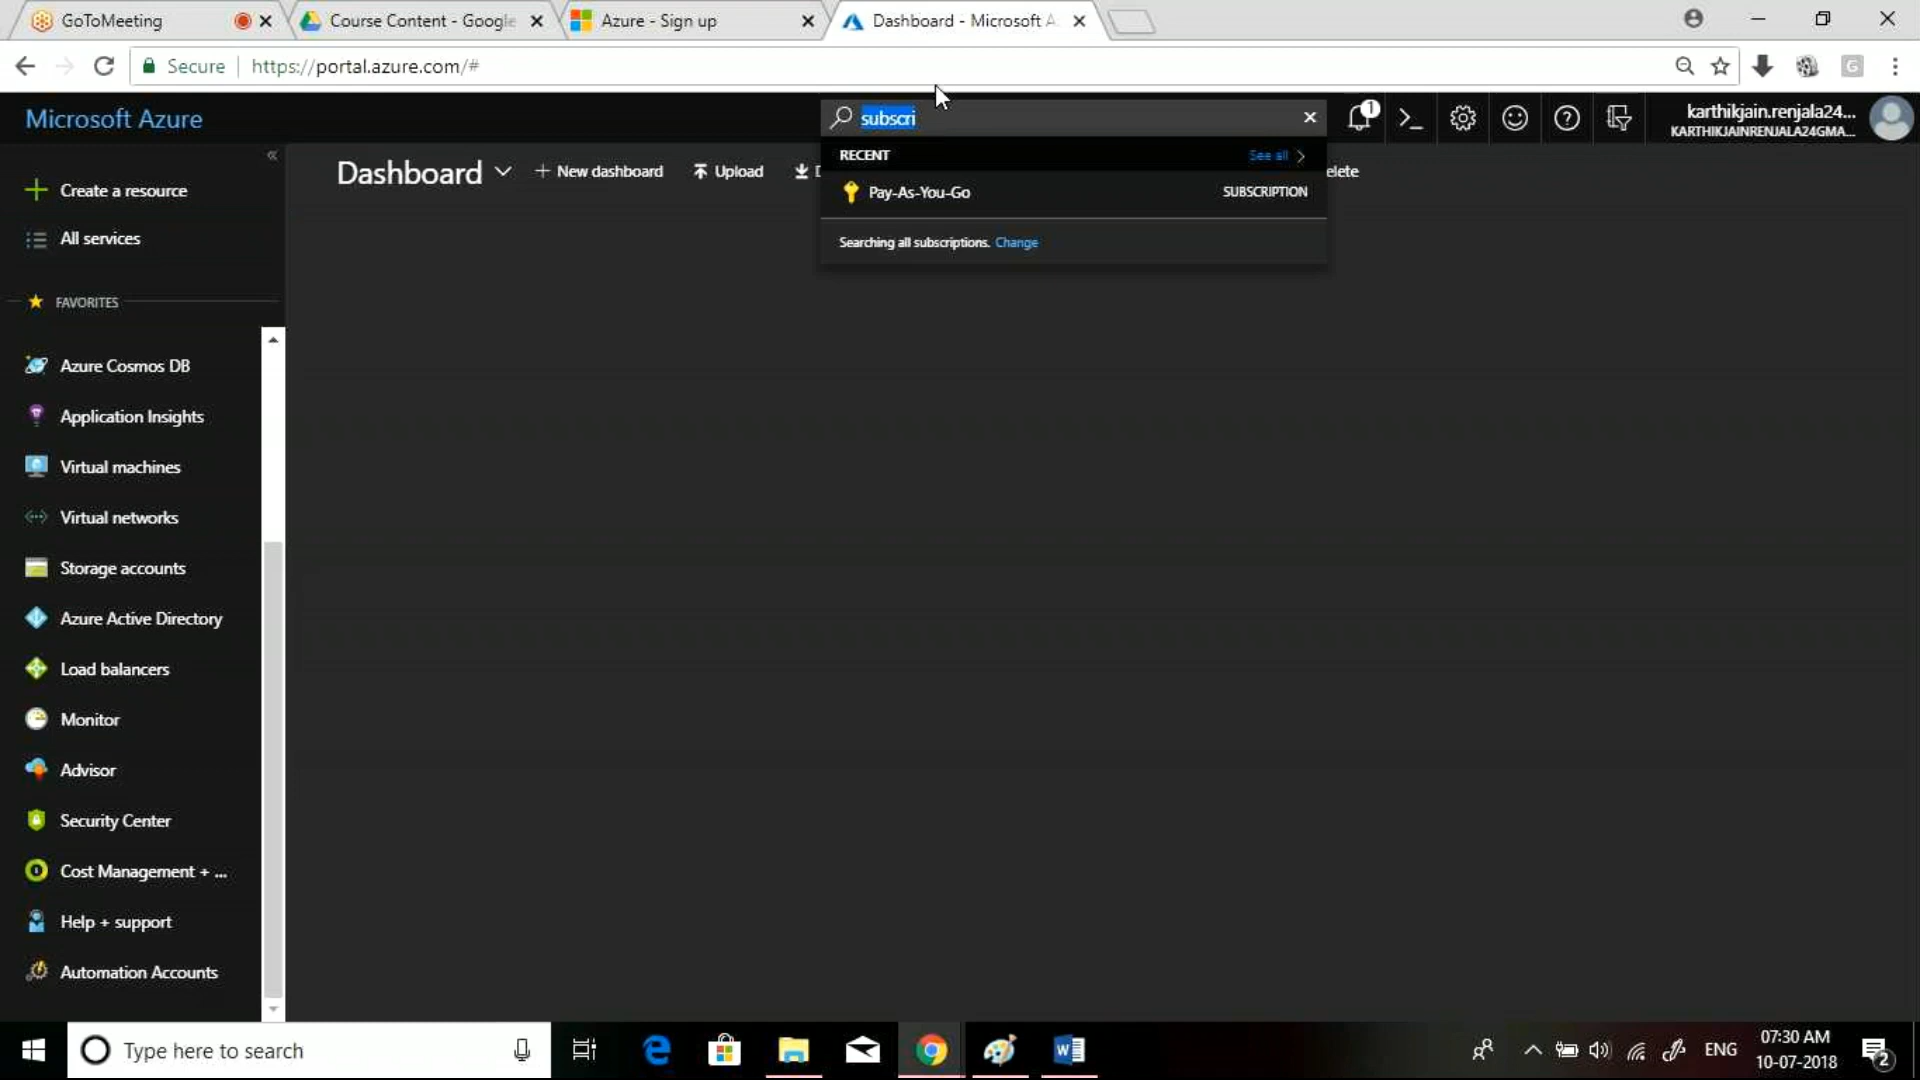 GoToMeeting
Course Content - Google
Azure - Sign up
Dashboard - Microsoft A
Secure
https://portal.azure.com/#
Microsoft Azure
subscri
1
karthikjain.renjala24...
KARTHIKJAINRENJALA24GMA...
RECENT
See all
Pay-As-You-Go
SUBSCRIPTION
Searching all subscriptions. Change
Dashboard
New dashboard
Upload
D
elete
Create a resource
All services
FAVORITES
Azure Cosmos DB
Application Insights
Virtual machines
Virtual networks
Storage accounts
Azure Active Directory
Load balancers
Monitor
Advisor
Security Center
Cost Management + ...
Help + support
Automation Accounts
Type here to search
ENG
07:30 AM
10-07-2018
2